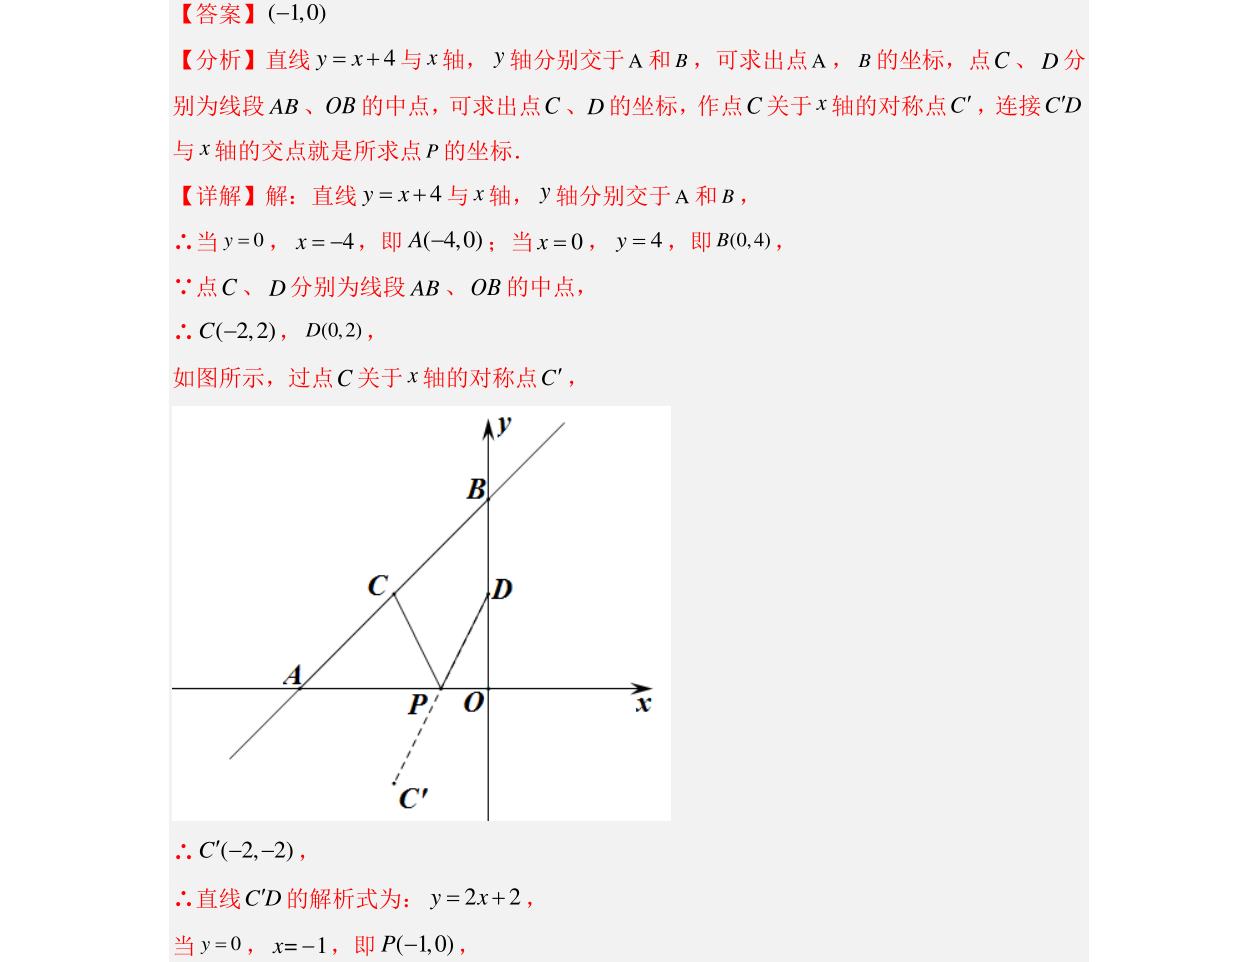 【答案】(−1,0)
【分析】直线 y = x+4 与 x 轴， y 轴分别交于 A 和 B ，可求出点 A ， B 的坐标，点 C 、 D 分
别为线段 AB 、OB 的中点，可求出点 C 、D 的坐标，作点 C 关于 x 轴的对称点 C′ ，连接 C′D
与 x 轴的交点就是所求点 P 的坐标．
【详解】解：直线 y = x+4 与 x 轴， y 轴分别交于 A 和 B ，
∴当 y = 0 ， x = −4 ，即 A(−4,0) ；当 x = 0 ， y = 4 ，即 B(0,4) ，
∵点 C 、 D 分别为线段 AB 、 OB 的中点，
∴ C(−2,2) ， D(0,2) ，
如图所示，过点 C 关于 x 轴的对称点 C′ ，
y
B
C
D
A
P
O
x
C′
∴ C′(−2,−2) ，
∴直线 C′D 的解析式为： y = 2x+2 ，
当 y = 0 ， x= −1 ，即 P(−1,0) ，